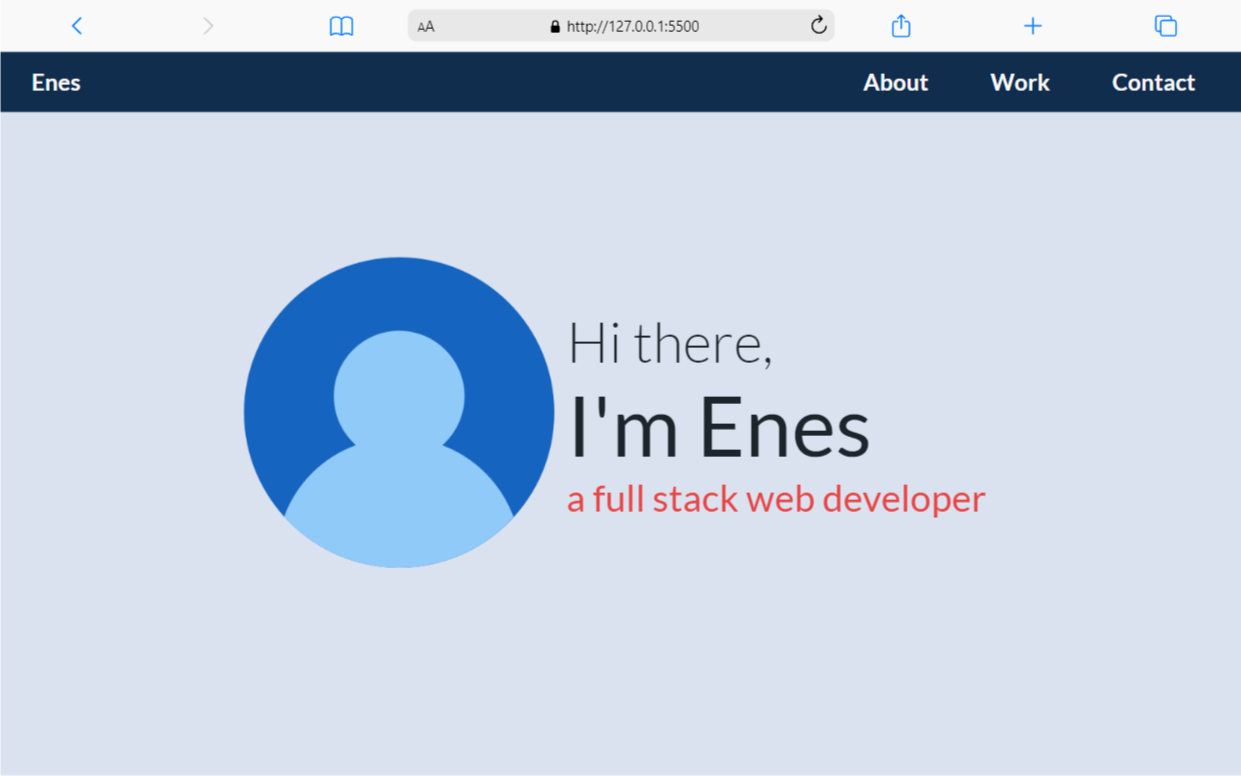 AA http://127.0.0.1:5500
Enes About Work Contact
Hi there,
I'm Enes
a full stack web developer